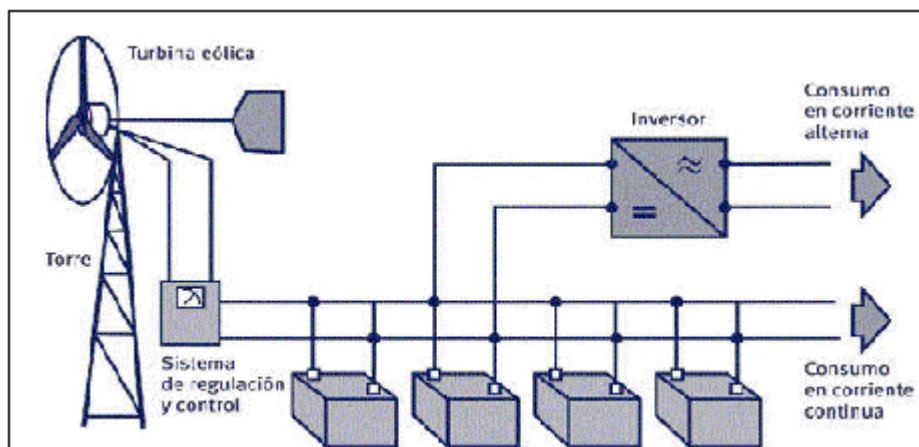 Turbina eólica
Inversor
Consumo
en corriente
alterna
Torre
Sistema
de regulación
y control
Consumo
en corriente
continua